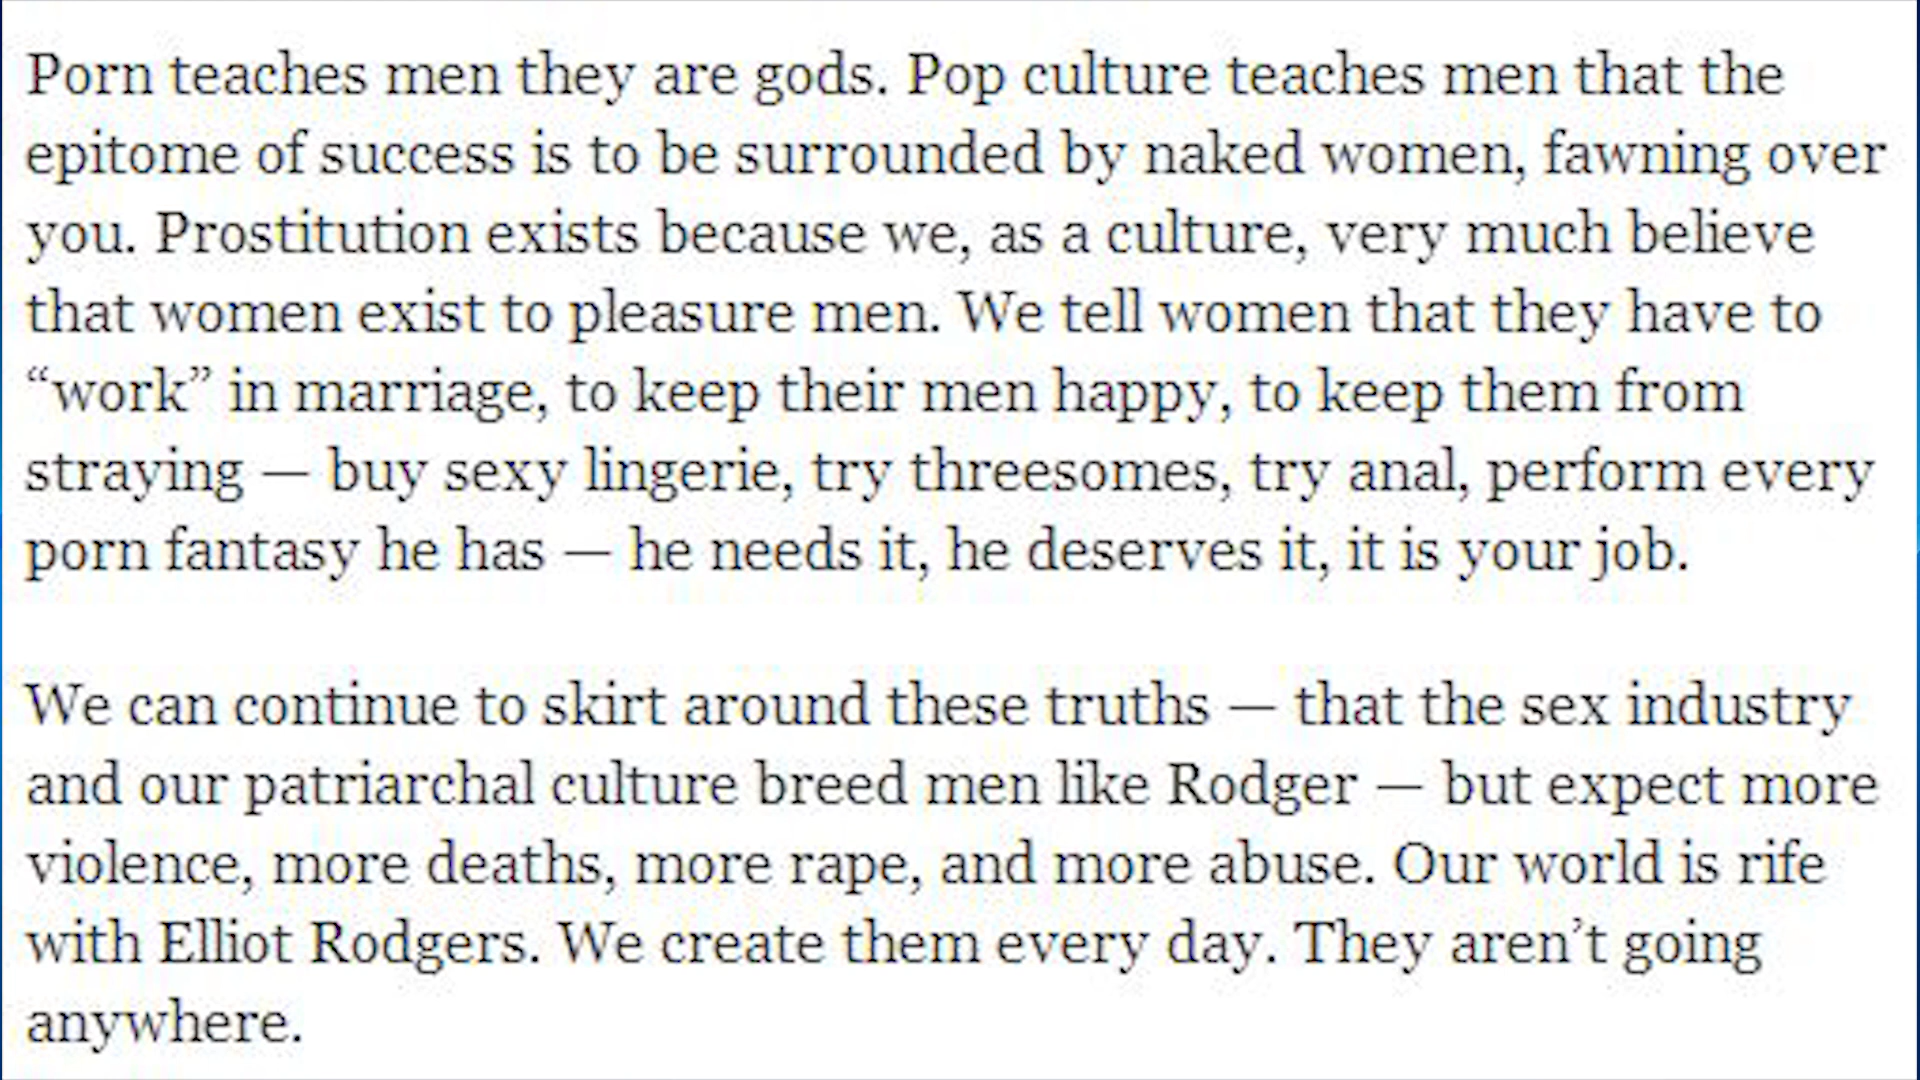 Porn teaches men they are gods. Pop culture teaches men that the
epitome of success is to be surrounded by naked women, fawning over
you. Prostitution exists because we, as a culture, very much believe
that women exist to pleasure men. We tell women that they have to
“work” in marriage, to keep their men happy, to keep them from
straying — buy sexy lingerie, try threesomes, try anal, perform every
porn fantasy he has — he needs it, he deserves it, it is your job.
We can continue to skirt around these truths — that the sex industry
and our patriarchal culture breed men like Rodger — but expect more
violence, more deaths, more rape, and more abuse. Our world is rife
with Elliot Rodgers. We create them every day. They aren’t going
anywhere.